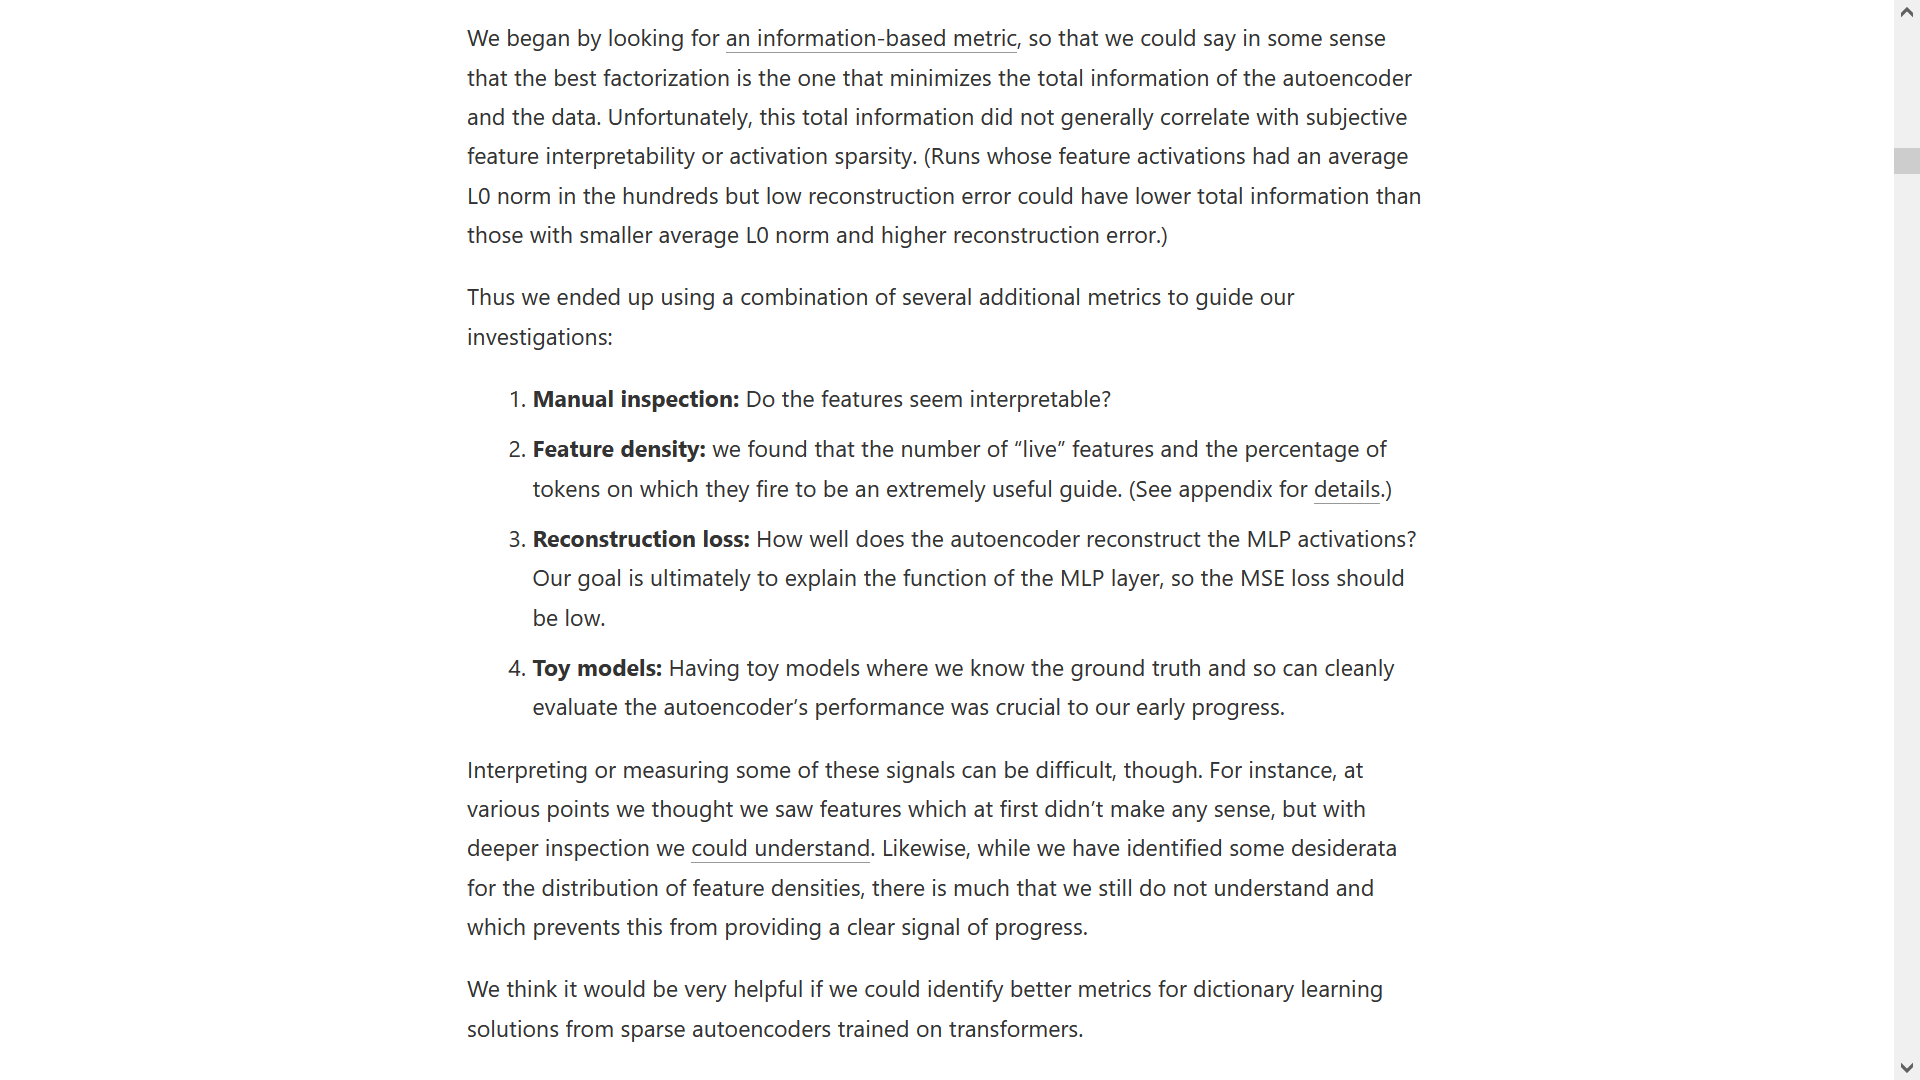 We began by looking for an information-based metric, so that we could say in some sense
that the best factorization is the one that minimizes the total information of the autoencoder
and the data. Unfortunately, this total information did not generally correlate with subjective
feature interpretability or activation sparsity. (Runs whose feature activations had an average
L0 norm in the hundreds but low reconstruction error could have lower total information than
those with smaller average L0 norm and higher reconstruction error.)
Thus we ended up using a combination of several additional metrics to guide our
investigations:
1. Manual inspection: Do the features seem interpretable?
2. Feature density: we found that the number of “live” features and the percentage of
tokens on which they fire to be an extremely useful guide. (See appendix for details.)
3. Reconstruction loss: How well does the autoencoder reconstruct the MLP activations?
Our goal is ultimately to explain the function of the MLP layer, so the MSE loss should
be low.
4. Toy models: Having toy models where we know the ground truth and so can cleanly
evaluate the autoencoder’s performance was crucial to our early progress.
Interpreting or measuring some of these signals can be difficult, though. For instance, at
various points we thought we saw features which at first didn’t make any sense, but with
deeper inspection we could understand. Likewise, while we have identified some desiderata
for the distribution of feature densities, there is much that we still do not understand and
which prevents this from providing a clear signal of progress.
We think it would be very helpful if we could identify better metrics for dictionary learning
solutions from sparse autoencoders trained on transformers.